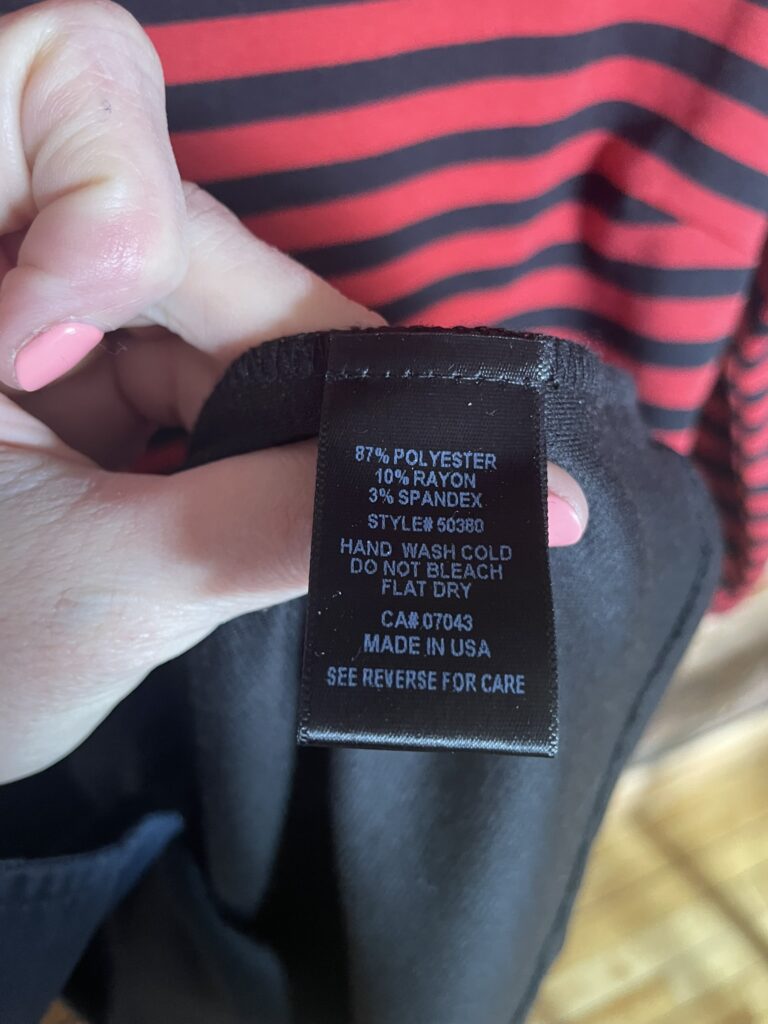 87% POLYESTER
10% RAYON
3% SPANDEX
STYLE# 50380
HAND WASH COLD
DO NOT BLEACH
FLAT DRY
CA# 07043
MADE IN USA
SEE REVERSE FOR CARE